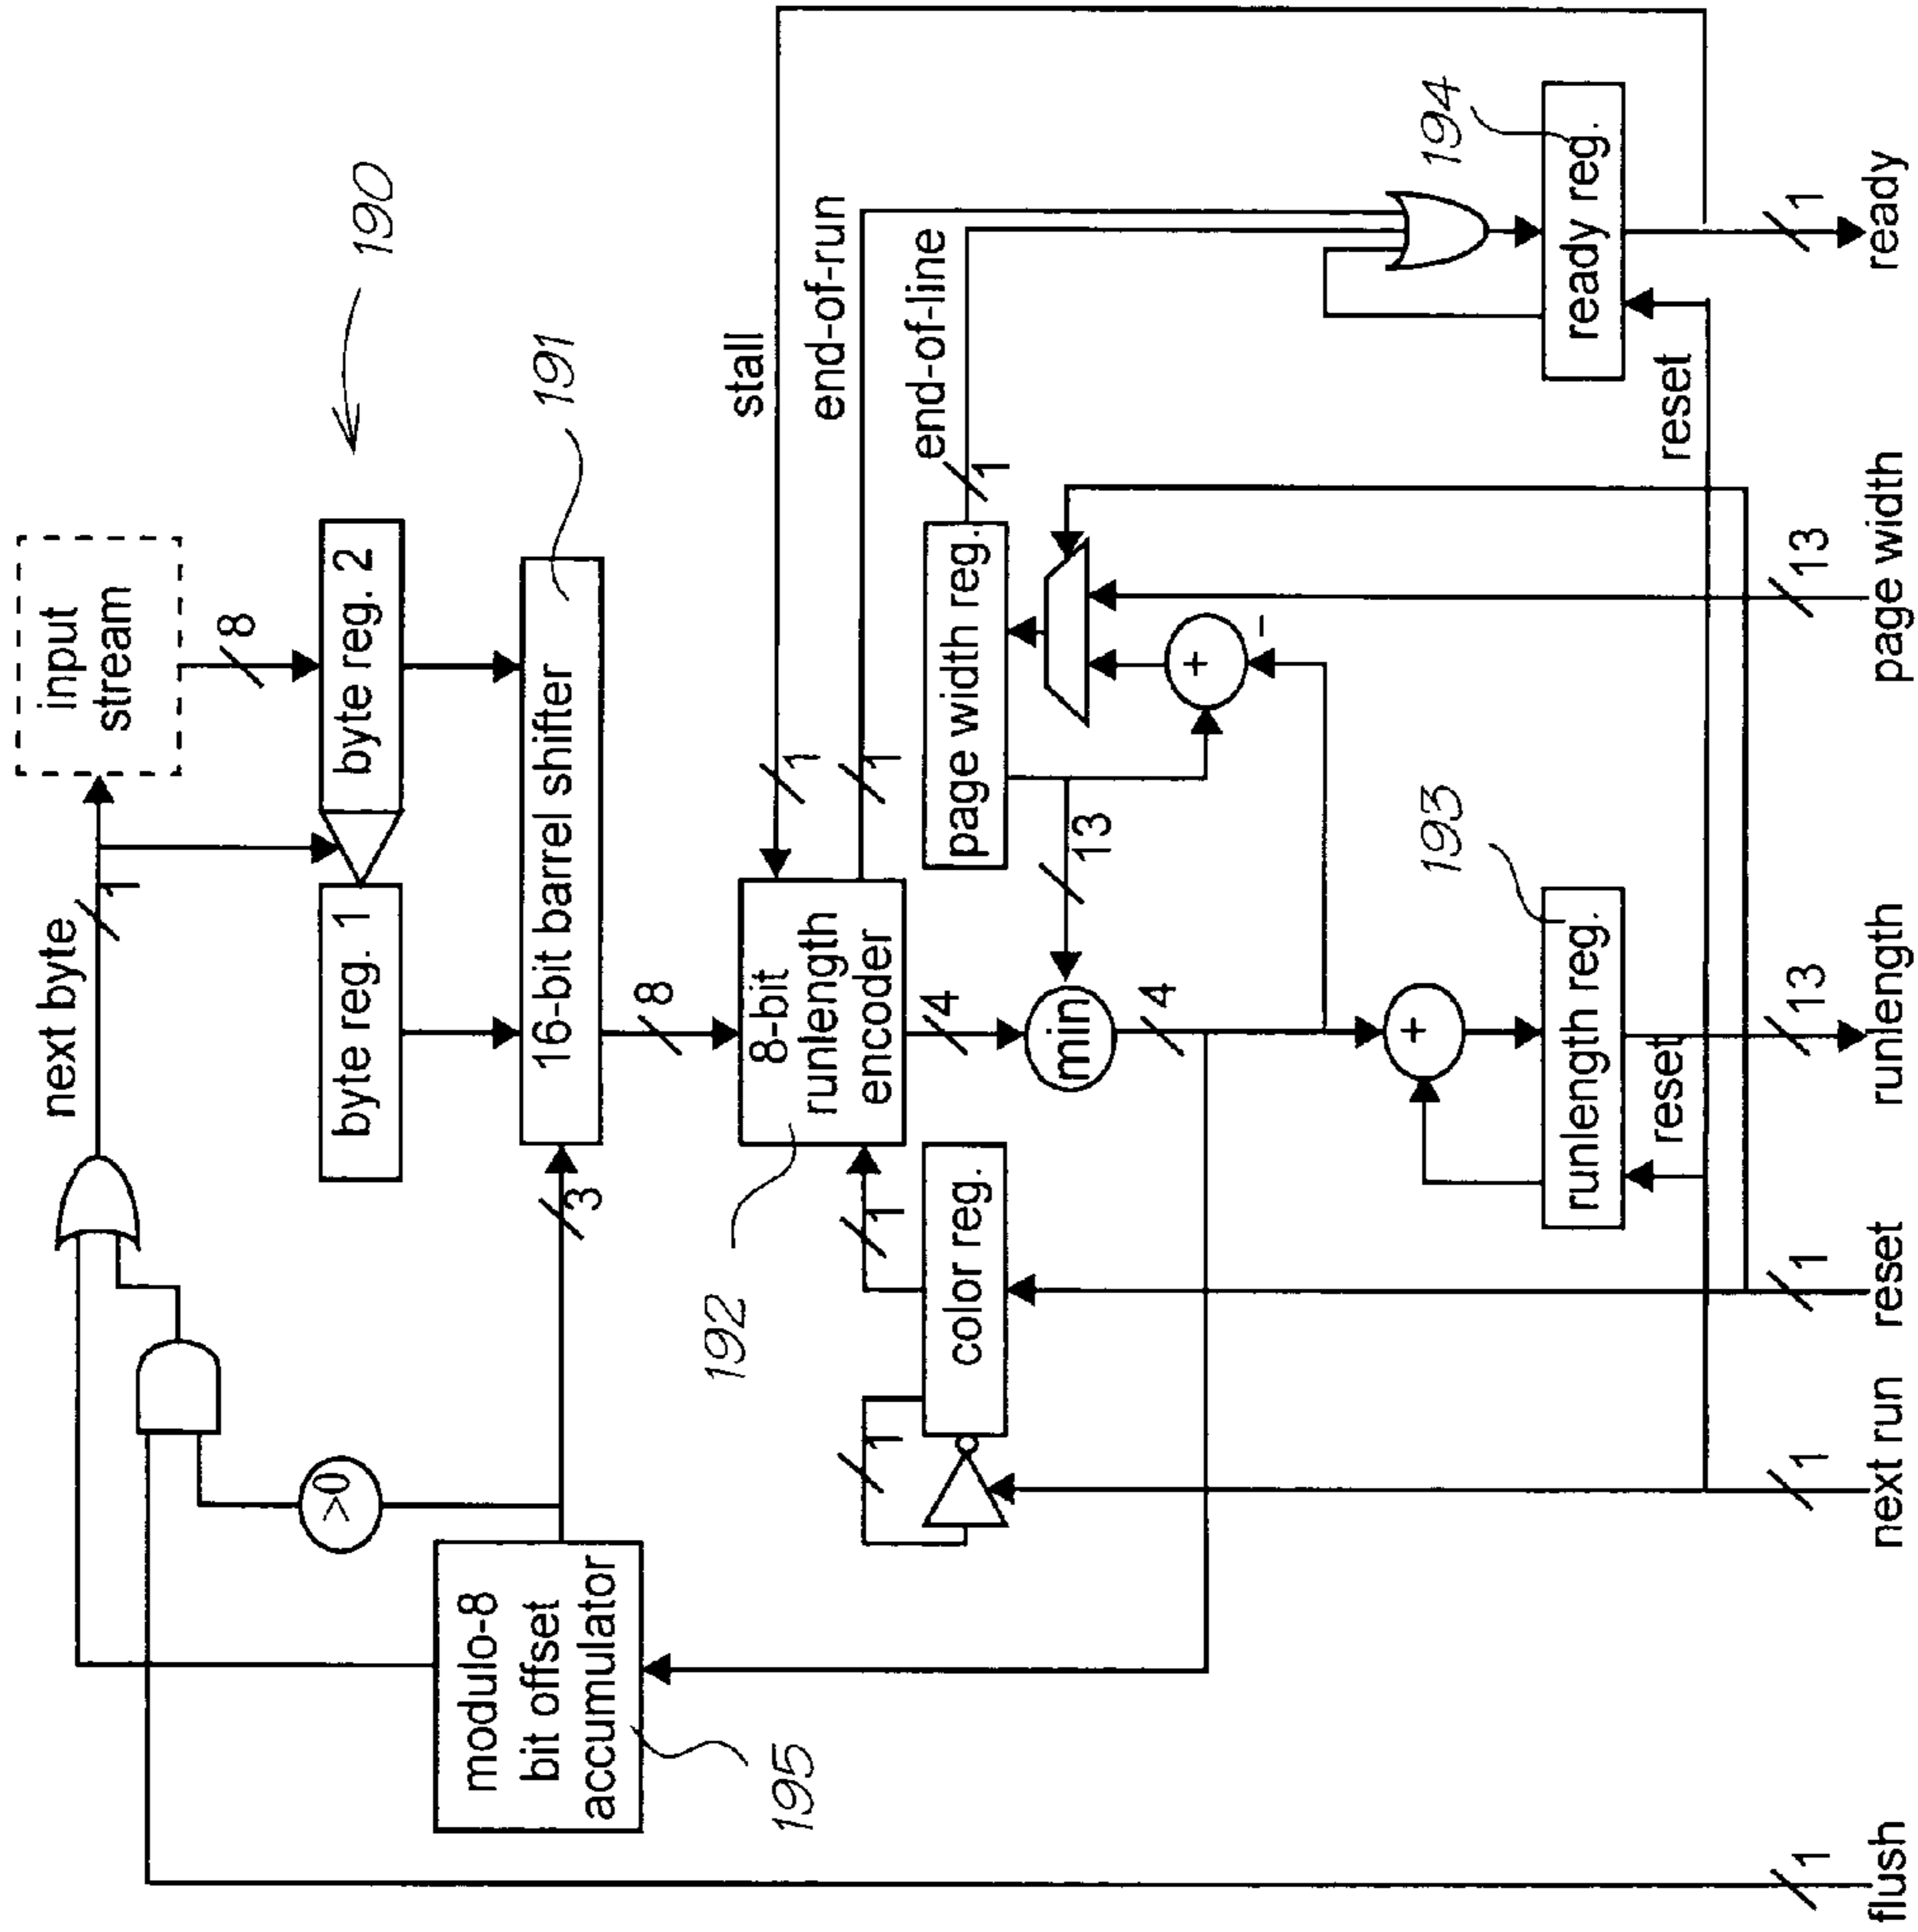 input
stream
next byte
1
8
190
byte reg. 1
byte reg. 2
16-bit barrel shifter
191
3
>0
modulo-8
bit offset
accumulator
195
8
stall
1
end-of-run
1
end-of-line
1
8-bit
runlength
encoder
192
page width reg.
1
color reg.
1
4
min
13
4
+
-
+
193
runlength reg.
reset
194
ready reg.
reset
1
flush
1
next run
1
reset
13
runlength
13
page width
1
ready